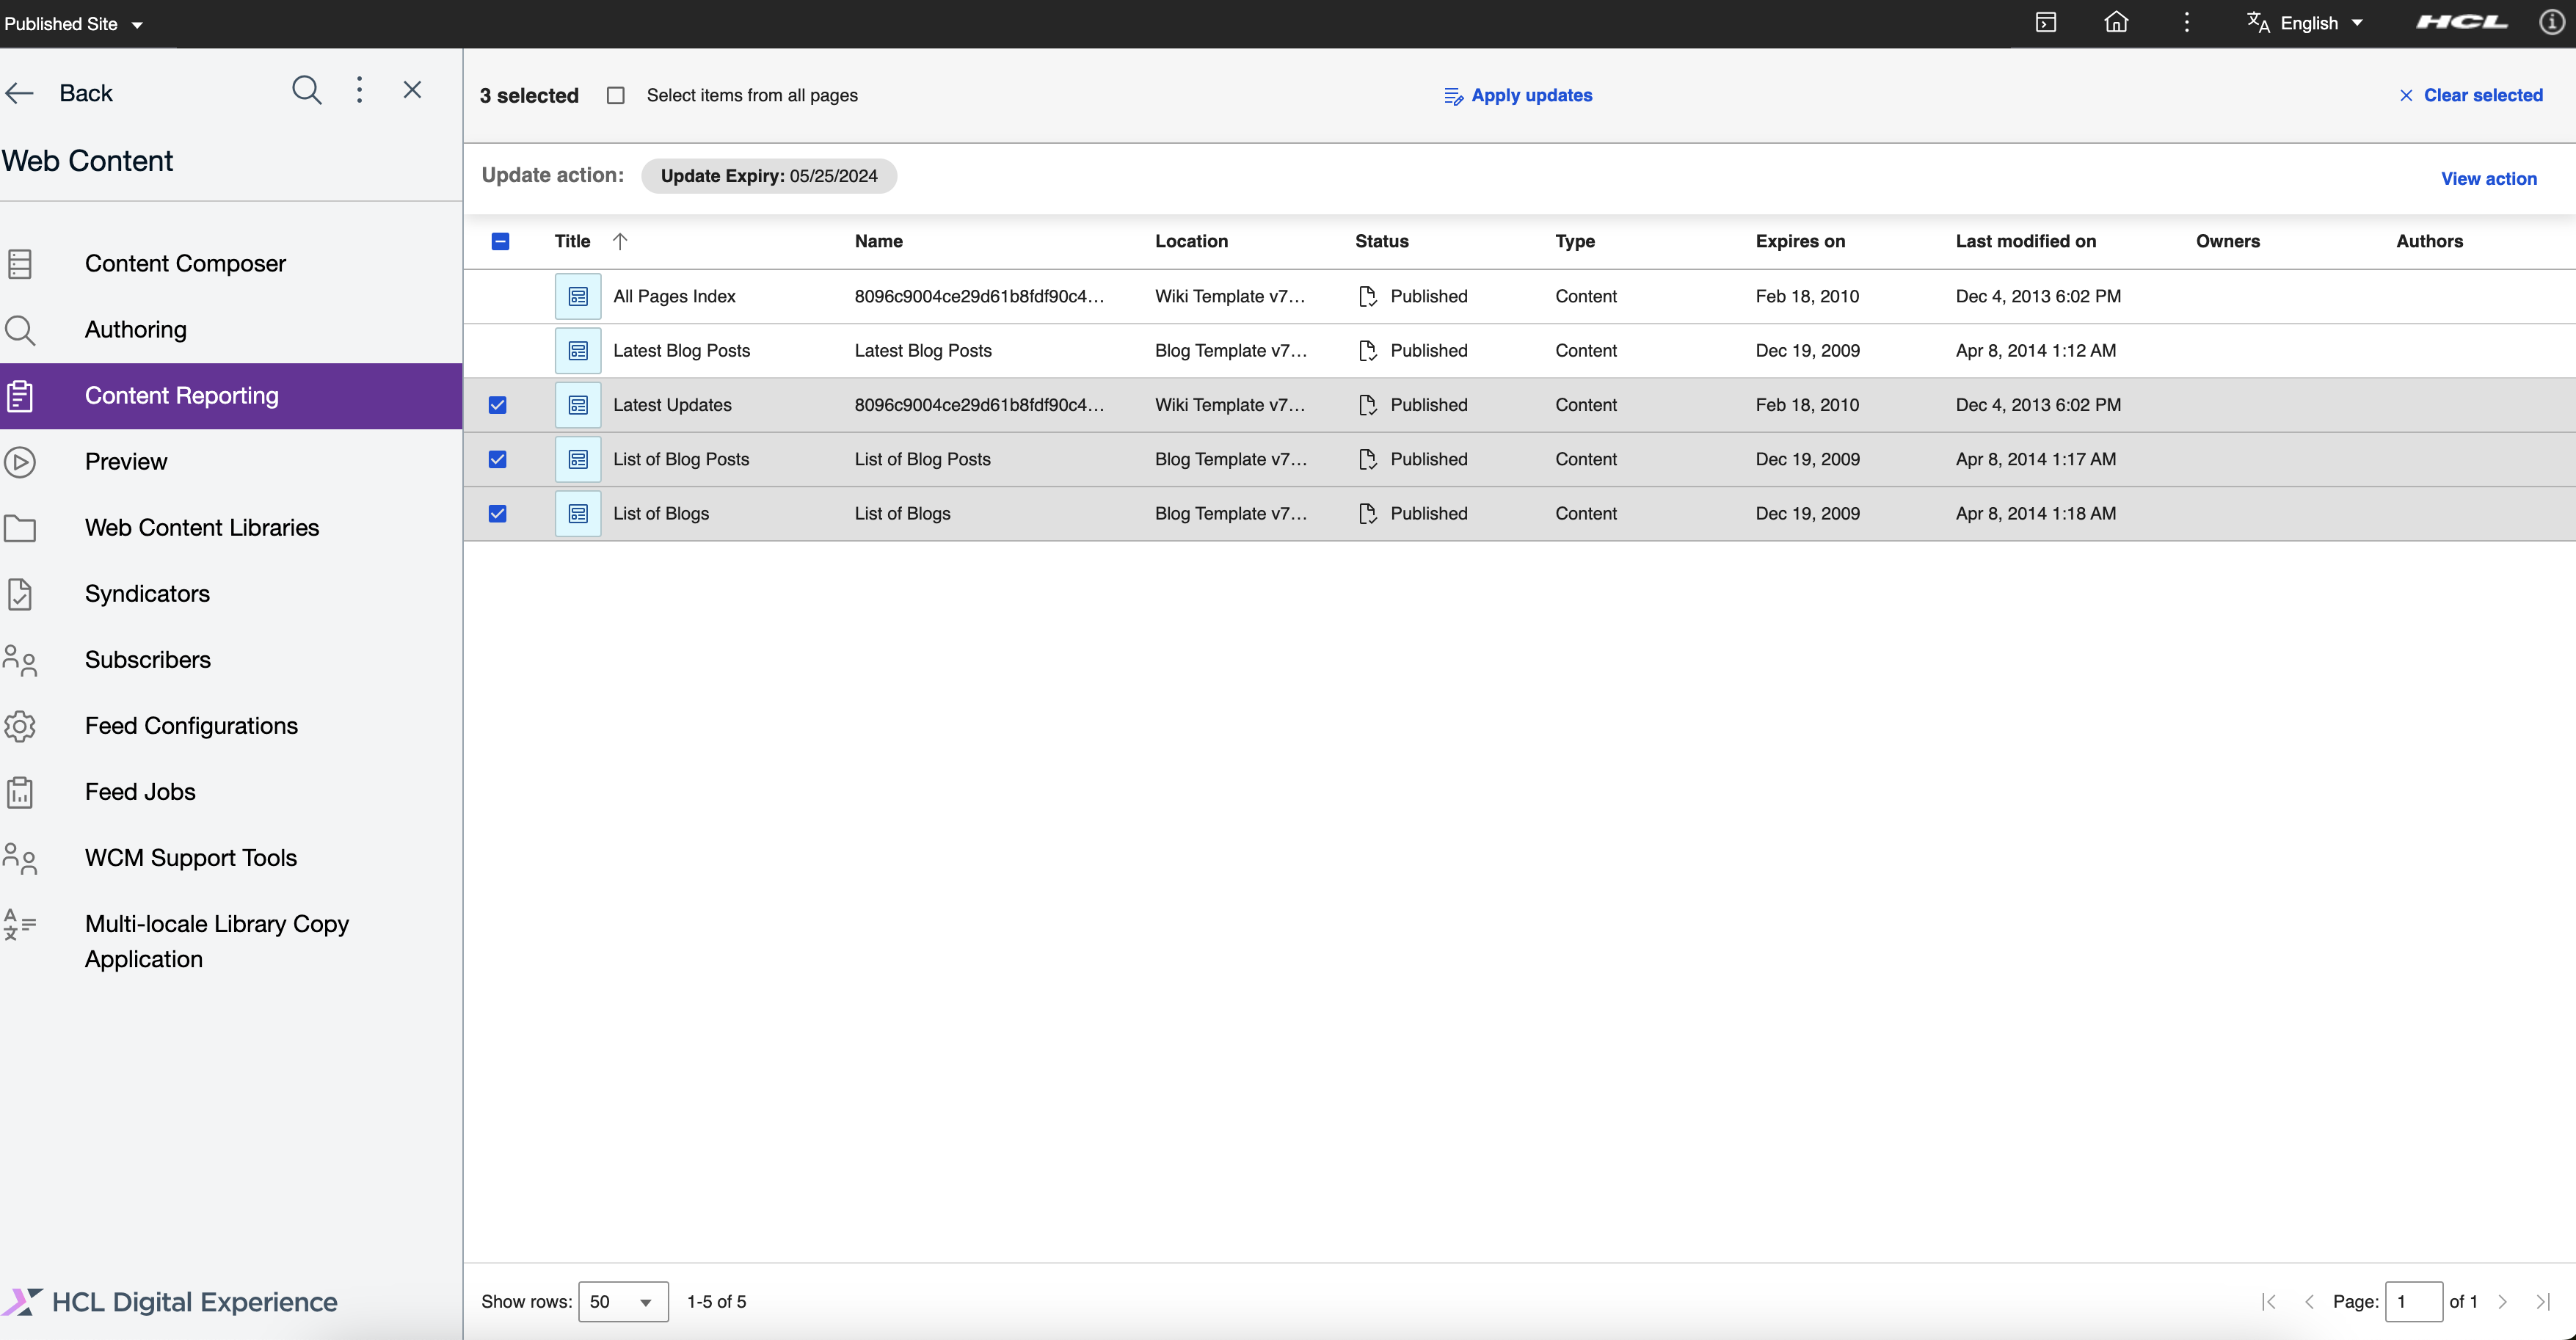 Published Site
English
HCL
Back
Web Content
Content Composer
Authoring
Content Reporting
Preview
Web Content Libraries
Syndicators
Subscribers
Feed Configurations
Feed Jobs
WCM Support Tools
Multi-locale Library Copy
Application
HCL Digital Experience
3 selected Select items from all pages Apply updates Clear selected
Update action: Update Expiry: 05/25/2024 View action
Title Name Location Status Type Expires on Last modified on Owners Authors
All Pages Index 8096c9004ce29d61b8fdf90c4... Wiki Template v7... Published Content Feb 18, 2010 Dec 4, 2013 6:02 PM
Latest Blog Posts Latest Blog Posts Blog Template v7... Published Content Dec 19, 2009 Apr 8, 2014 1:12 AM
Latest Updates 8096c9004ce29d61b8fdf90c4... Wiki Template v7... Published Content Feb 18, 2010 Dec 4, 2013 6:02 PM
List of Blog Posts List of Blog Posts Blog Template v7... Published Content Dec 19, 2009 Apr 8, 2014 1:17 AM
List of Blogs List of Blogs Blog Template v7... Published Content Dec 19, 2009 Apr 8, 2014 1:18 AM
Show rows: 50 1-5 of 5 Page: 1 of 1